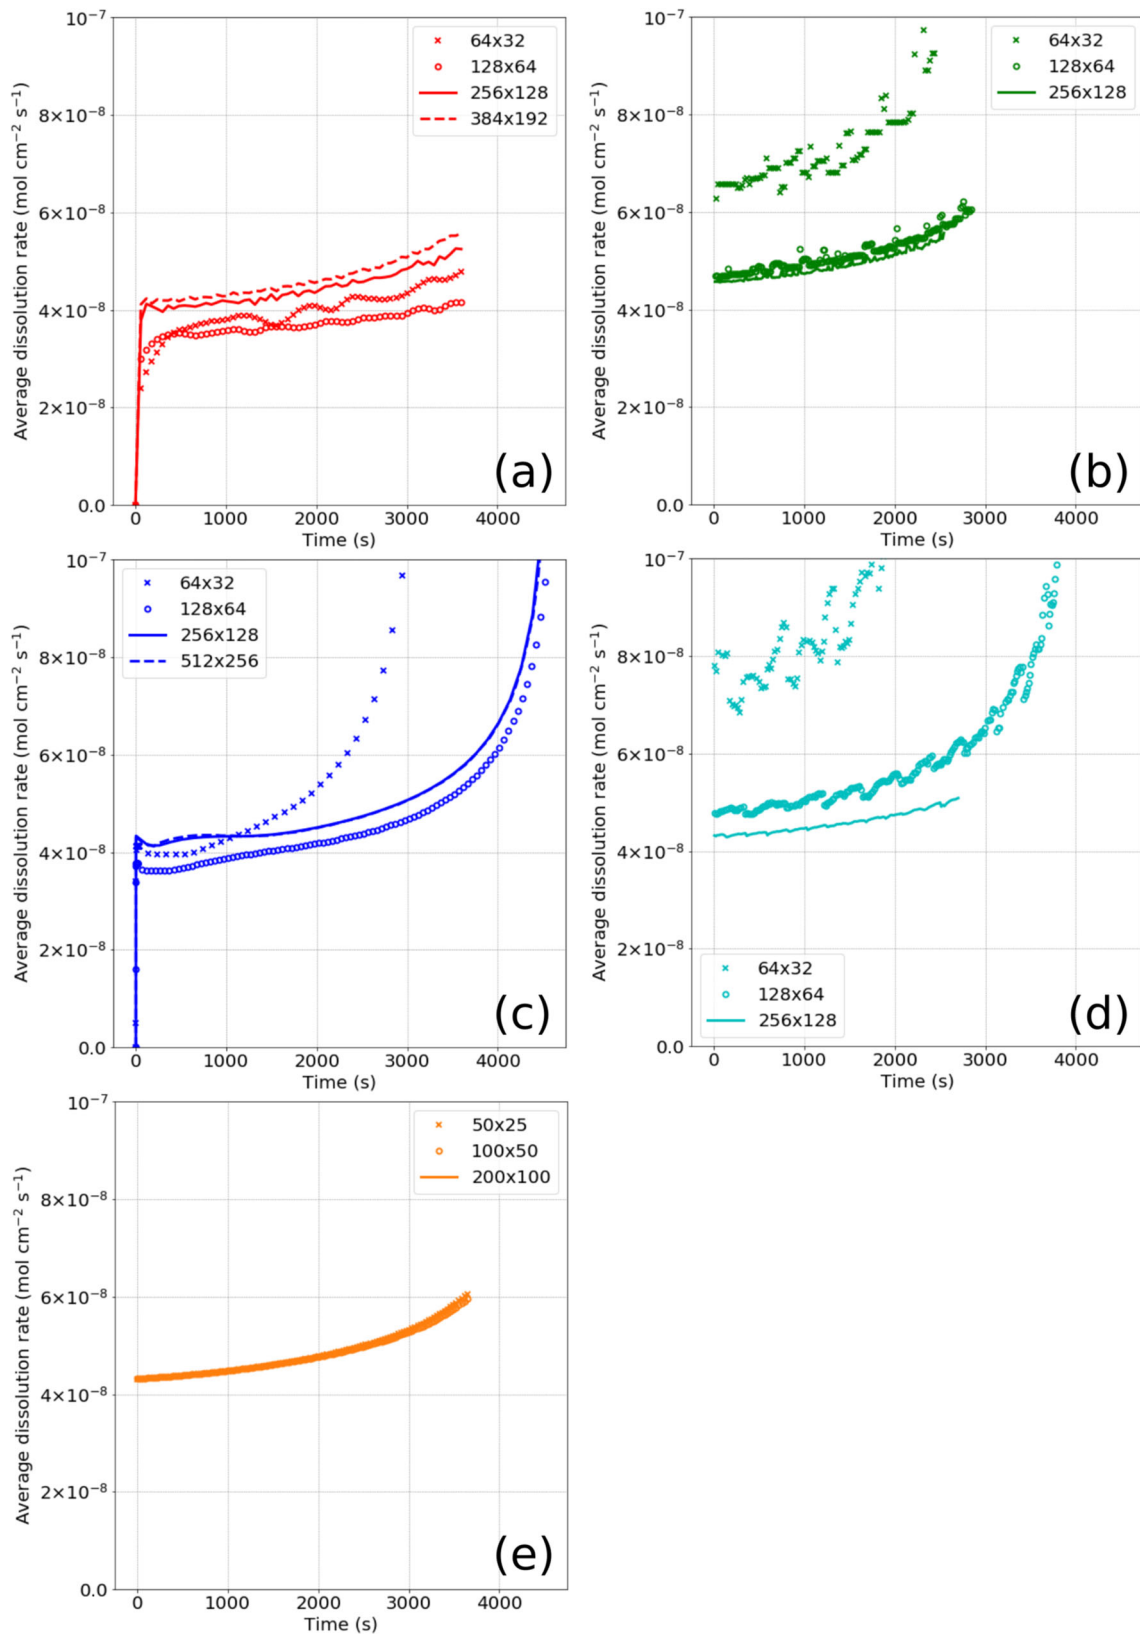 10⁻⁷
8×10⁻⁸
6×10⁻⁸
4×10⁻⁸
2×10⁻⁸
0.0
Average dissolution rate (mol cm⁻² s⁻¹)
64x32
128x64
256x128
384x192
(a)
0 1000 2000 3000 4000
Time (s)
10⁻⁷
8×10⁻⁸
6×10⁻⁸
4×10⁻⁸
2×10⁻⁸
0.0
Average dissolution rate (mol cm⁻² s⁻¹)
64x32
128x64
256x128
(b)
0 1000 2000 3000 4000
Time (s)
10⁻⁷
8×10⁻⁸
6×10⁻⁸
4×10⁻⁸
2×10⁻⁸
0.0
Average dissolution rate (mol cm⁻² s⁻¹)
64x32
128x64
256x128
512x256
(c)
0 1000 2000 3000 4000
Time (s)
10⁻⁷
8×10⁻⁸
6×10⁻⁸
4×10⁻⁸
2×10⁻⁸
0.0
Average dissolution rate (mol cm⁻² s⁻¹)
64x32
128x64
256x128
(d)
0 1000 2000 3000 4000
Time (s)
10⁻⁷
8×10⁻⁸
6×10⁻⁸
4×10⁻⁸
2×10⁻⁸
0.0
Average dissolution rate (mol cm⁻² s⁻¹)
50x25
100x50
200x100
(e)
0 1000 2000 3000 4000
Time (s)